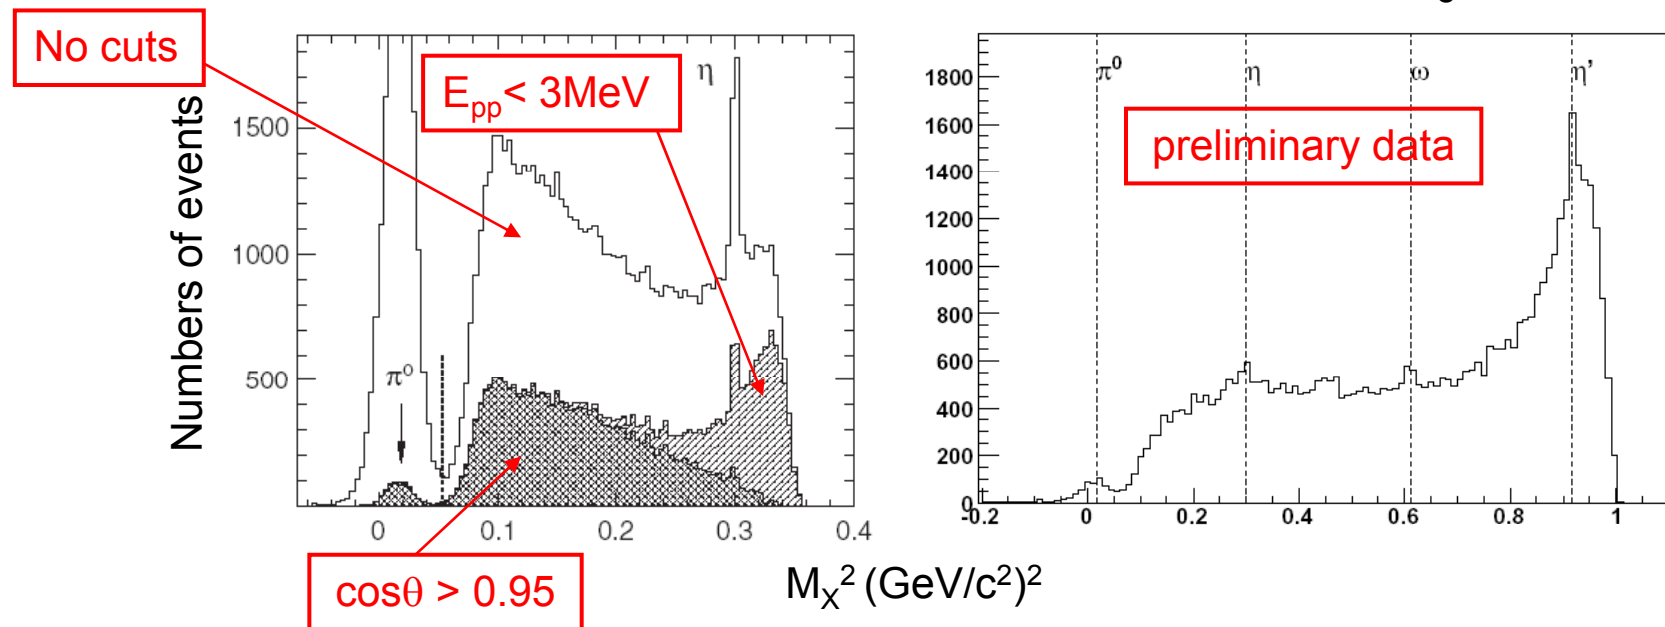 No cuts
E_pp< 3MeV
η
Numbers of events
1500
1000
500
π⁰
0
0.1
0.2
0.3
0.4
cosθ > 0.95
M_X² (GeV/c²)²
π⁰
η
ω
η’
preliminary data
1800
1600
1400
1200
1000
800
600
400
200
0
-0.2
0
0.2
0.4
0.6
0.8
1